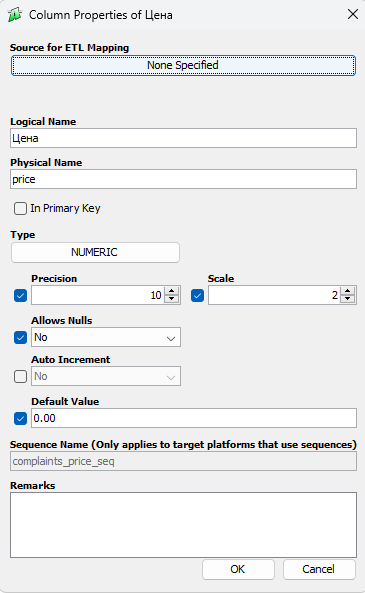 Column Properties of Цена
Source for ETL Mapping
None Specified
Logical Name
Цена
Physical Name
price
In Primary Key
Type
NUMERIC
Precision Scale
10 2
Allows Nulls
No
Auto Increment
No
Default Value
0.00
Sequence Name (Only applies to target platforms that use sequences)
complaints_price_seq
Remarks
OK Cancel